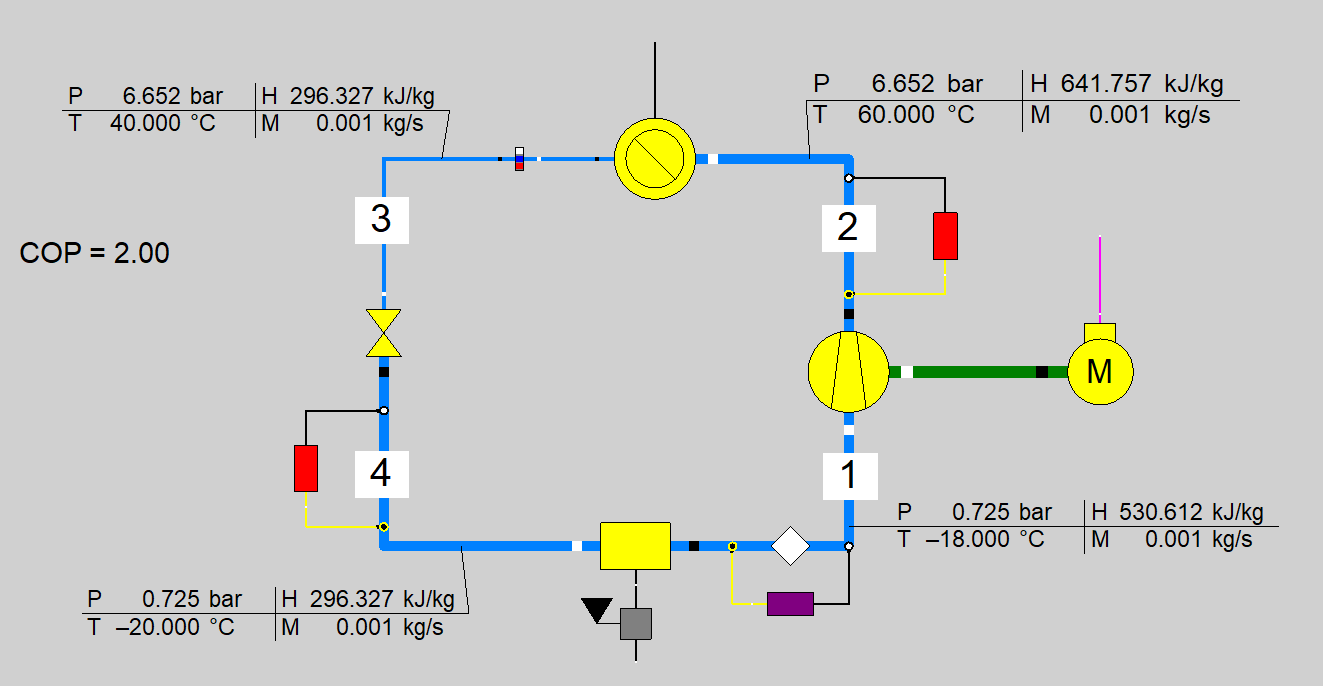 P 6.652 bar H 296.327 kJ/kg
T 40.000 °C M 0.001 kg/s
P 6.652 bar H 641.757 kJ/kg
T 60.000 °C M 0.001 kg/s
3
2
COP = 2.00
M
4
1
P 0.725 bar H 530.612 kJ/kg
T –18.000 °C M 0.001 kg/s
P 0.725 bar H 296.327 kJ/kg
T –20.000 °C M 0.001 kg/s